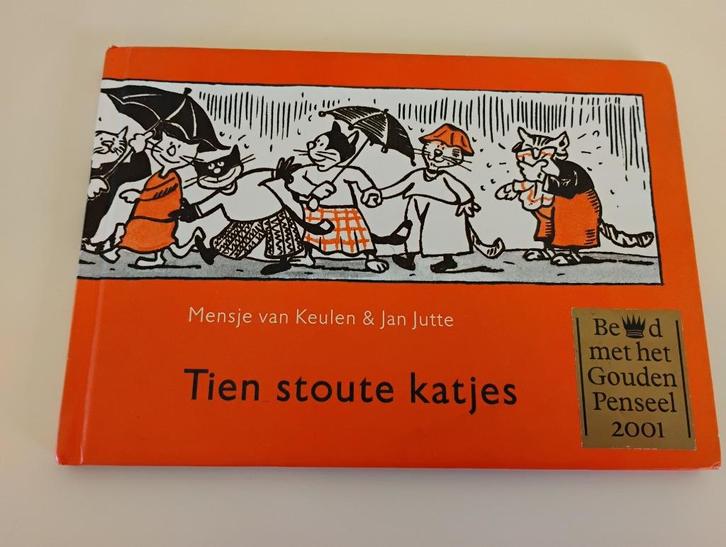 Mensje van Keulen & Jan Jutte
Tien stoute katjes
Be d
met het
Gouden
Penseel
2001